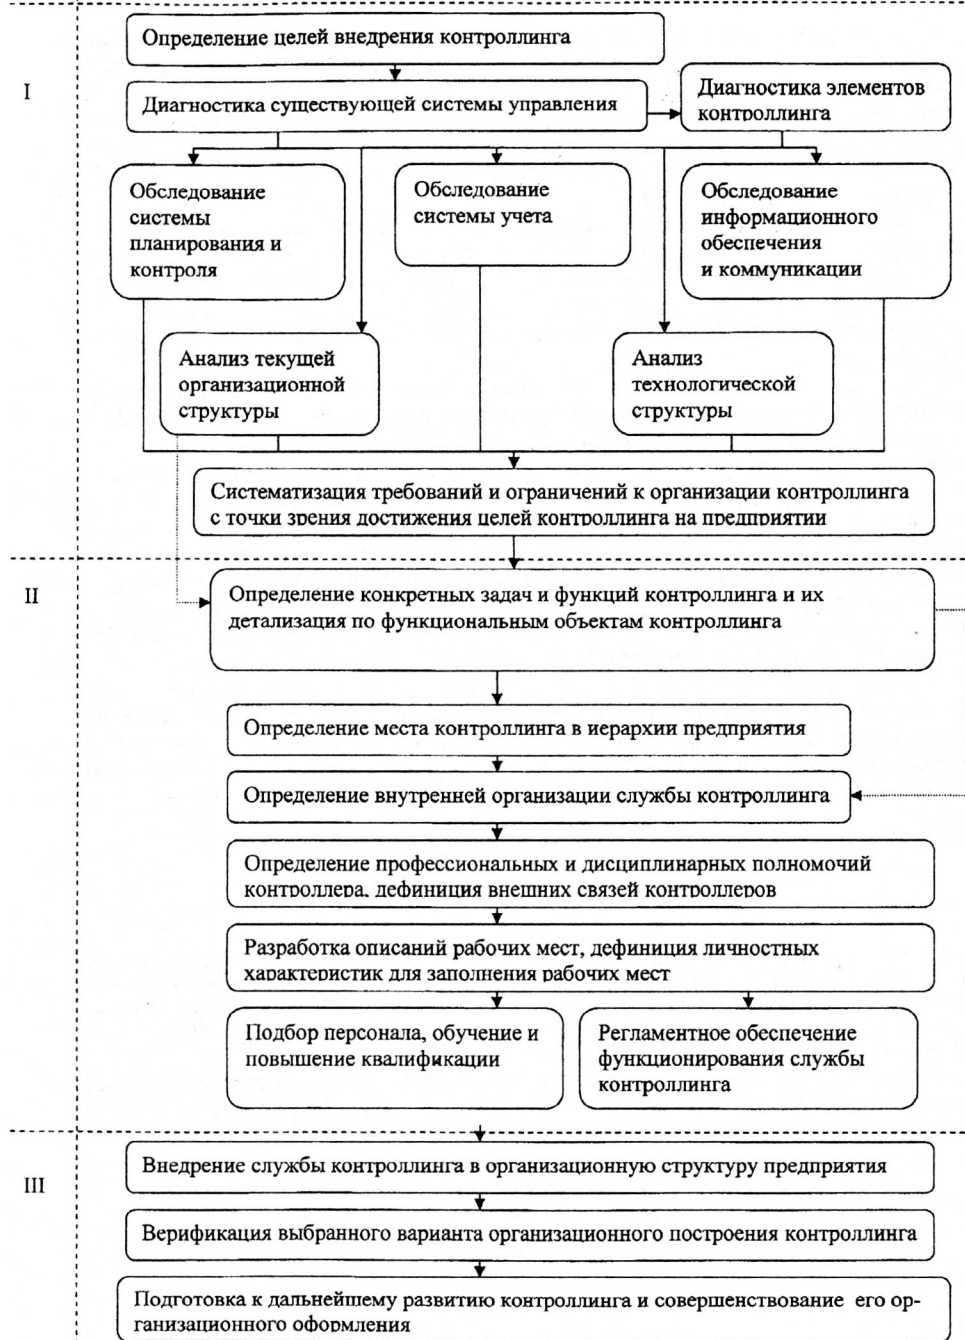 Определение целей внедрения контроллинга
I
Диагностика существующей системы управления
Диагностика элементов
контроллинга
Обследование
системы
планирования и
контроля
Обследование
системы учета
Обследование
информационного
обеспечения
и коммуникации
Анализ текущей
организационной
структуры
Анализ
технологической
структуры
Систематизация требований и ограничений к организации контроллинга
с точки зрения достижения целей контроллинга на предприятии
II
Определение конкретных задач и функций контроллинга и их
детализация по функциональным объектам контроллинга
Определение места контроллинга в иерархии предприятия
Определение внутренней организации службы контроллинга
Определение профессиональных и дисциплинарных полномочий
контроллера, дефиниция внешних связей контроллеров
Разработка описаний рабочих мест, дефиниция личностных
характеристик для заполнения рабочих мест
Подбор персонала, обучение и
повышение квалификации
Регламентное обеспечение
функционирования службы
контроллинга
III
Внедрение службы контроллинга в организационную структуру предприятия
Верификация выбранного варианта организационного построения контроллинга
Подготовка к дальнейшему развитию контроллинга и совершенствование его ор-
ганизационного оформления